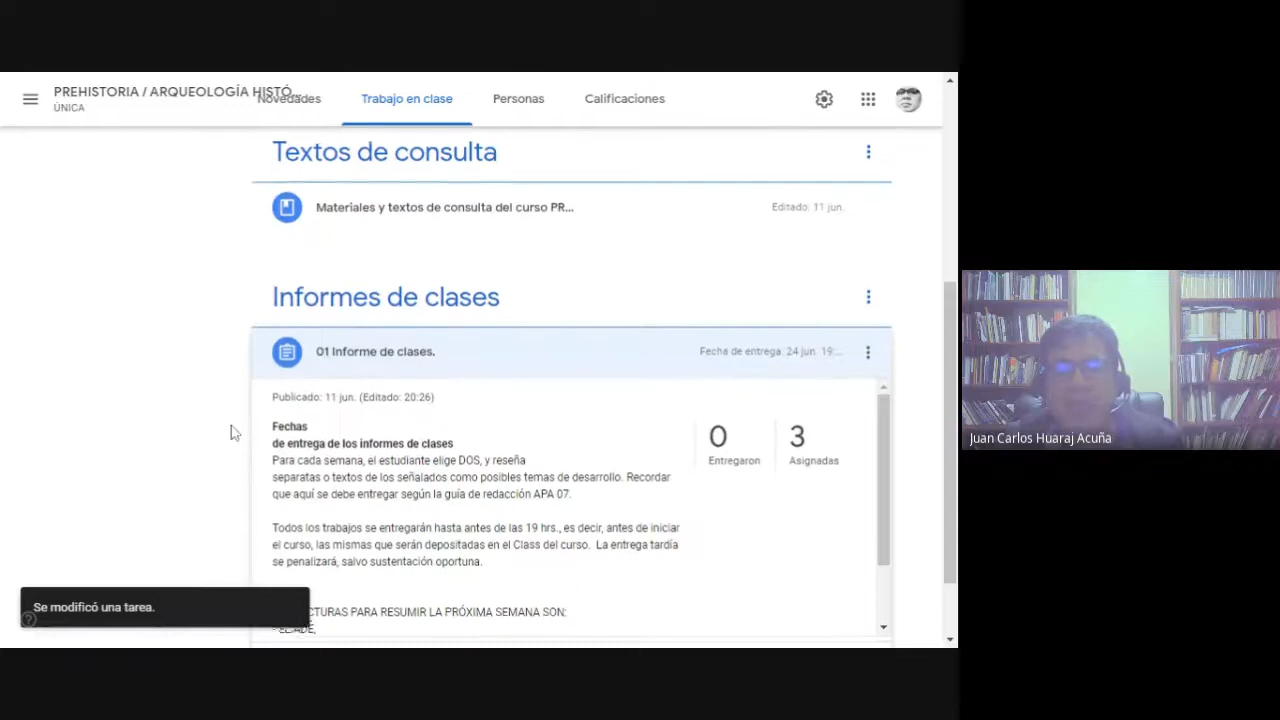 PREHISTORIA / ARQUEOLOGÍA HISTÓ...
ÚNICA
Novedades
Trabajo en clase
Personas
Calificaciones
Textos de consulta
Materiales y textos de consulta del curso PR...
Editado: 11 jun.
Informes de clases
01 Informe de clases.
Fecha de entrega: 24 jun. 19:...
Publicado: 11 jun. (Editado: 20:26)
Fechas
de entrega de los informes de clases
Para cada semana, el estudiante elige DOS, y reseña
separatas o textos de los señalados como posibles temas de desarrollo. Recordar
que aquí se debe entregar según la guía de redacción APA 07.
0
Entregaron
3
Asignadas
Todos los trabajos se entregarán hasta antes de las 19 hrs., es decir, antes de iniciar
el curso, las mismas que serán depositadas en el Class del curso. La entrega tardía
se penalizará, salvo sustentación oportuna.
CTURAS PARA RESUMIR LA PRÓXIMA SEMANA SON:
Se modificó una tarea.
Juan Carlos Huaraj Acuña